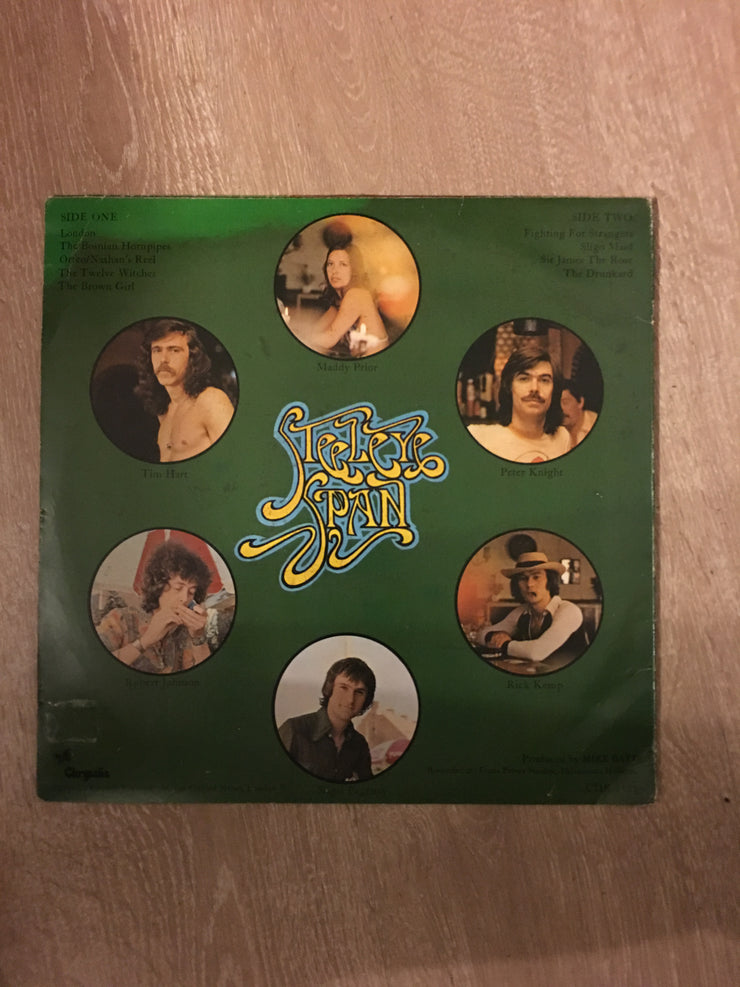 SIDE ONE
London
The Bosnian Hornpipes
Orfeo/Nathan's Reel
The Twelve Witches
The Brown Girl
SIDE TWO
Fighting For Strangers
Sligo Maid
Sir James The Rose
The Drunkard
Maddy Prior
Tim Hart
Peter Knight
STEELEYE
SPAN
Robert Johnson
Rick Kemp
Nigel Pegrum
Produced by MIKE BATT
Chrysalis